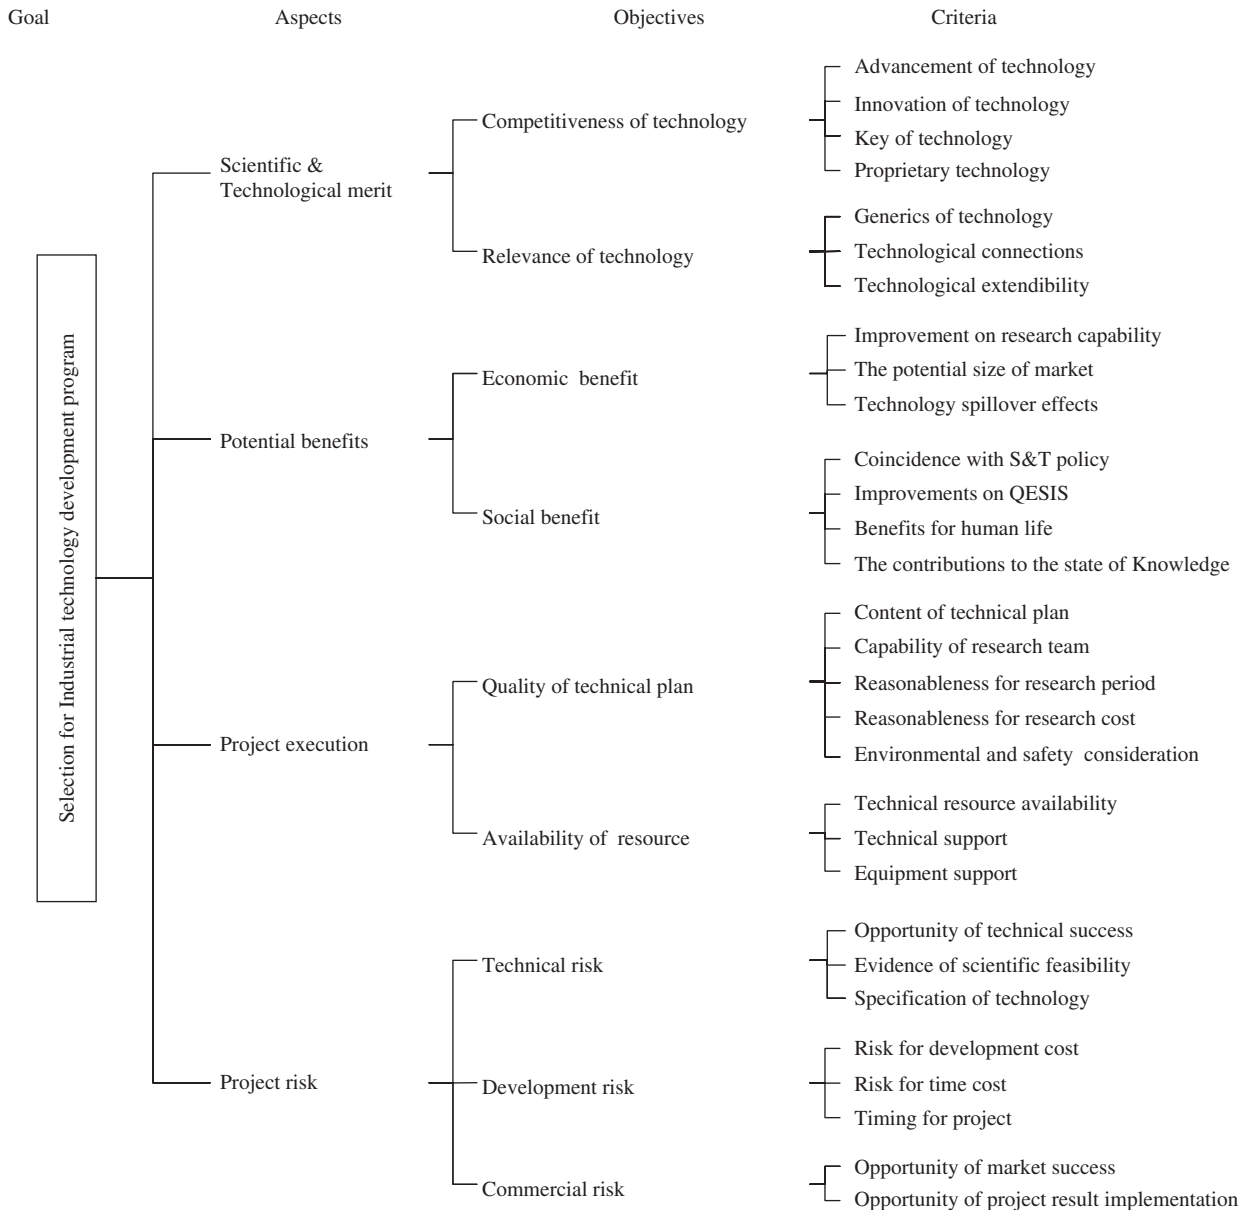 Goal Aspects Objectives Criteria
Selection for Industrial technology development program
Scientific &
Technological merit
Competitiveness of technology
Advancement of technology
Innovation of technology
Key of technology
Proprietary technology
Relevance of technology
Generics of technology
Technological connections
Technological extendibility
Potential benefits
Economic benefit
Improvement on research capability
The potential size of market
Technology spillover effects
Social benefit
Coincidence with S&T policy
Improvements on QESIS
Benefits for human life
The contributions to the state of Knowledge
Project execution
Quality of technical plan
Content of technical plan
Capability of research team
Reasonableness for research period
Reasonableness for research cost
Environmental and safety consideration
Availability of resource
Technical resource availability
Technical support
Equipment support
Project risk
Technical risk
Opportunity of technical success
Evidence of scientific feasibility
Specification of technology
Development risk
Risk for development cost
Risk for time cost
Timing for project
Commercial risk
Opportunity of market success
Opportunity of project result implementation